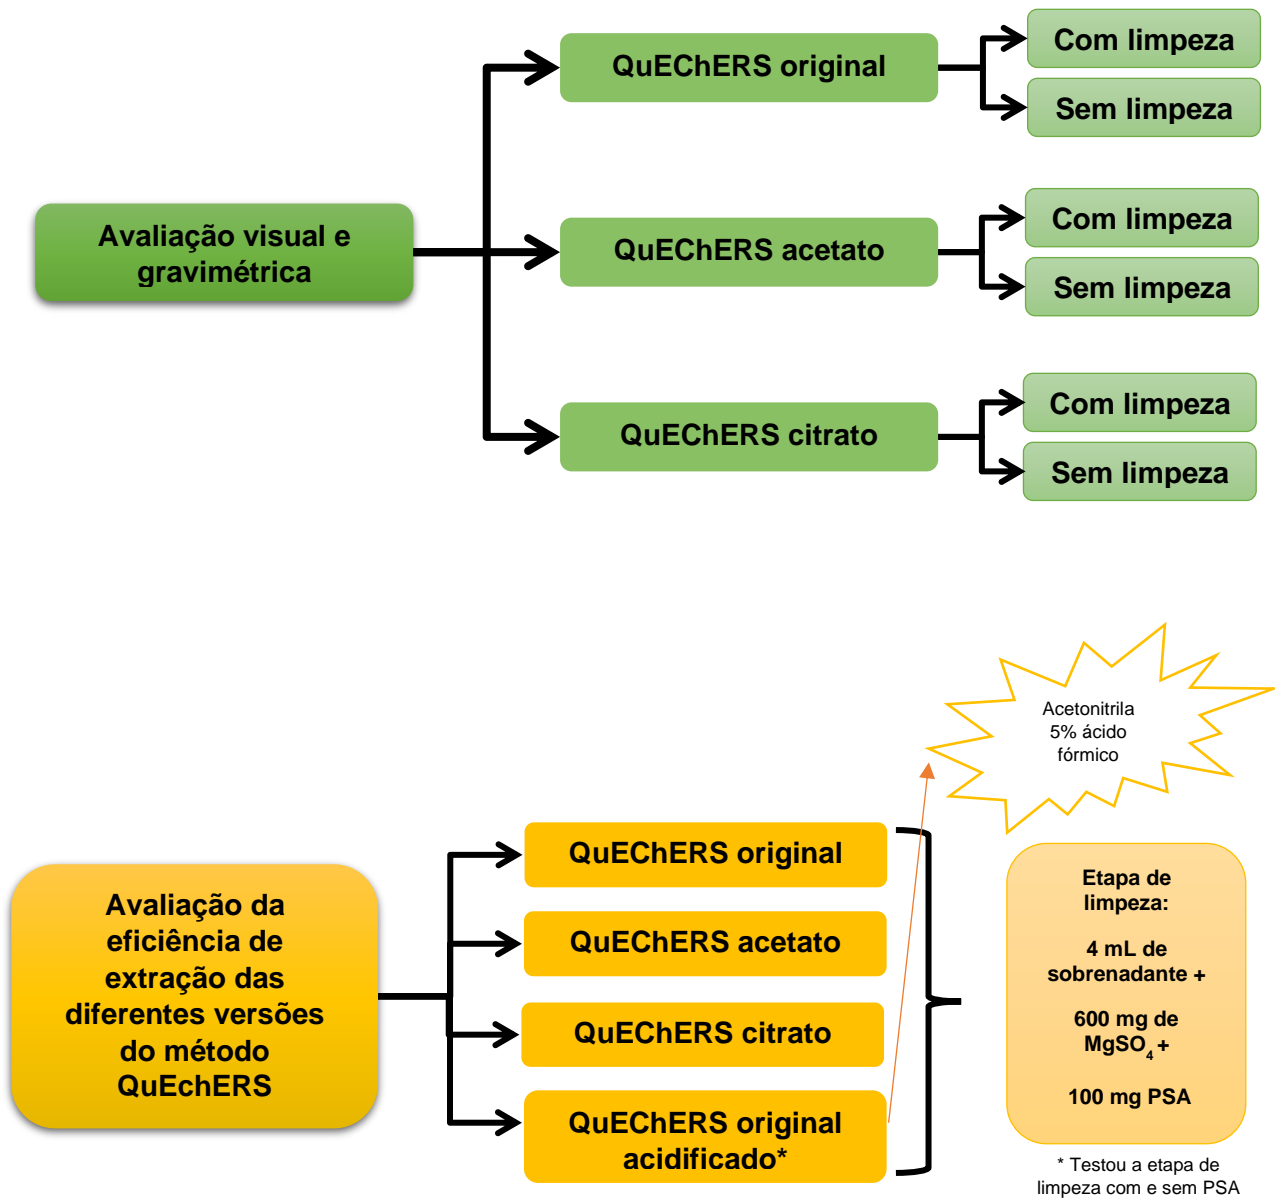 QuEChERS original
Com limpeza
Sem limpeza
Avaliação visual e
gravimétrica
QuEChERS acetato
Com limpeza
Sem limpeza
QuEChERS citrato
Com limpeza
Sem limpeza
Acetonitrila
5% ácido
fórmico
Avaliação da
eficiência de
extração das
diferentes versões
do método
QuEchERS
QuEChERS original
QuEChERS acetato
QuEChERS citrato
QuEChERS original
acidificado*
Etapa de
limpeza:
4 mL de
sobrenadante +
600 mg de
MgSO₄ +
100 mg PSA
* Testou a etapa de
limpeza com e sem PSA